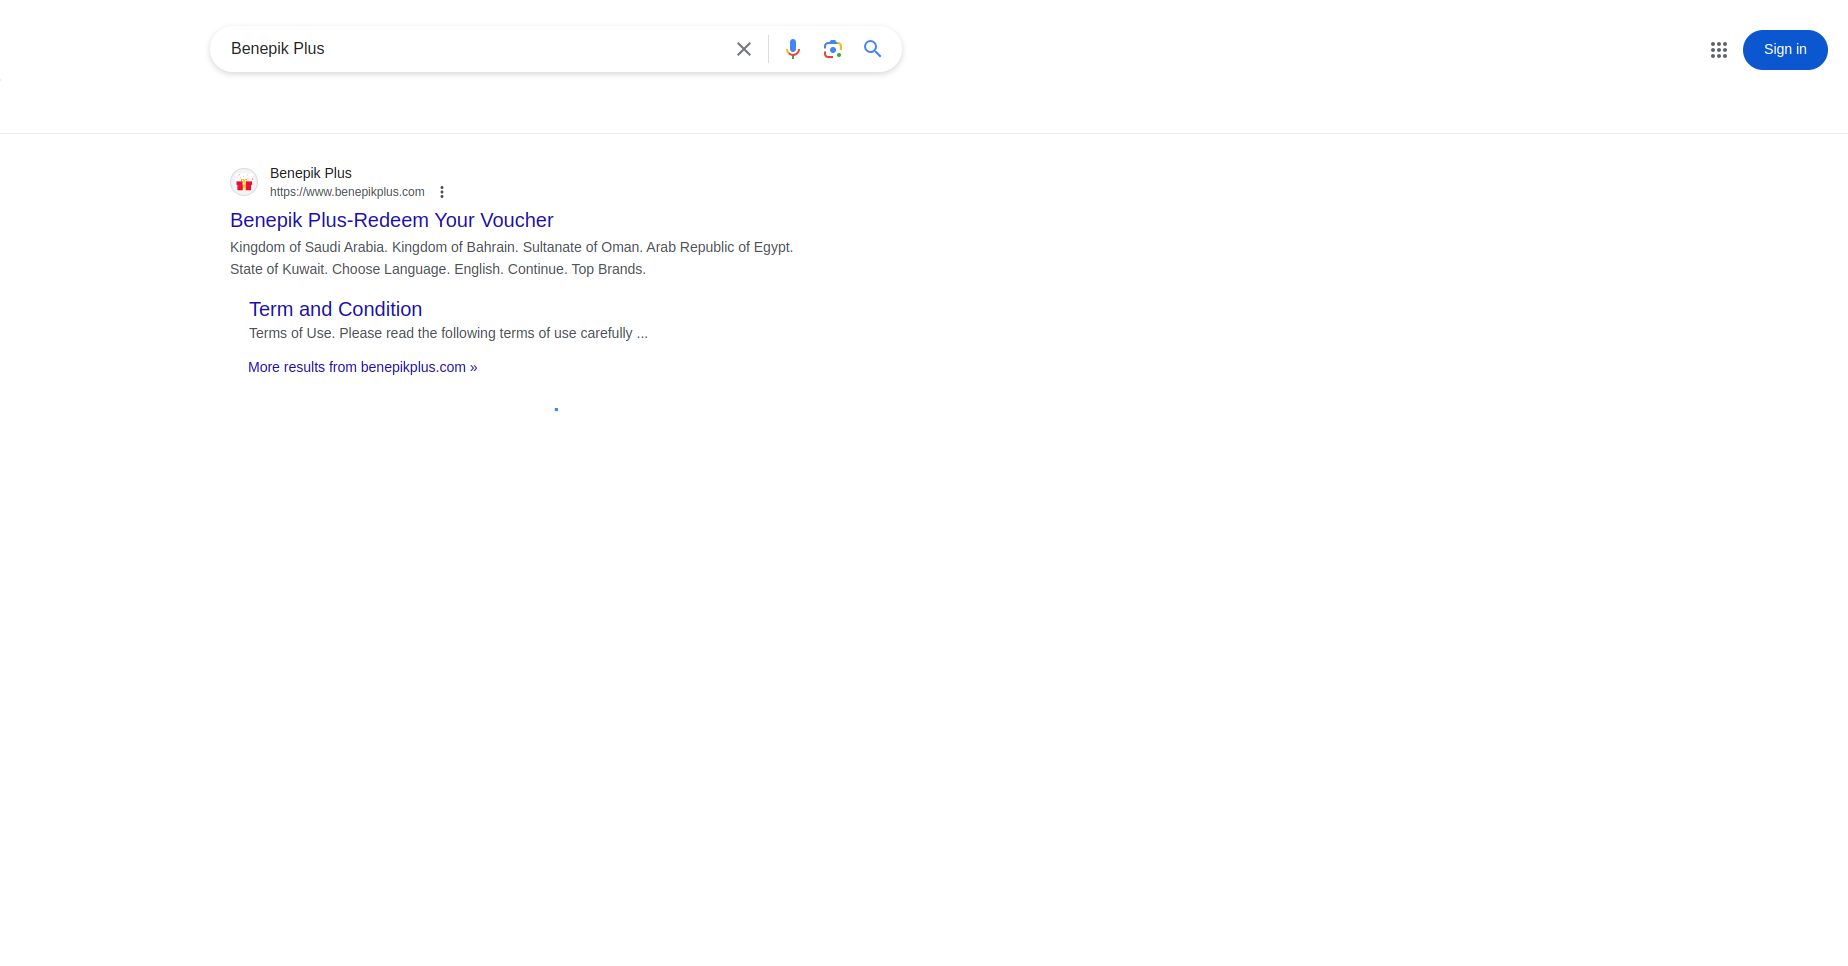 Benepik Plus
Sign in
Benepik Plus
https://www.benepikplus.com
Benepik Plus-Redeem Your Voucher
Kingdom of Saudi Arabia. Kingdom of Bahrain. Sultanate of Oman. Arab Republic of Egypt.
State of Kuwait. Choose Language. English. Continue. Top Brands.
Term and Condition
Terms of Use. Please read the following terms of use carefully ...
More results from benepikplus.com »